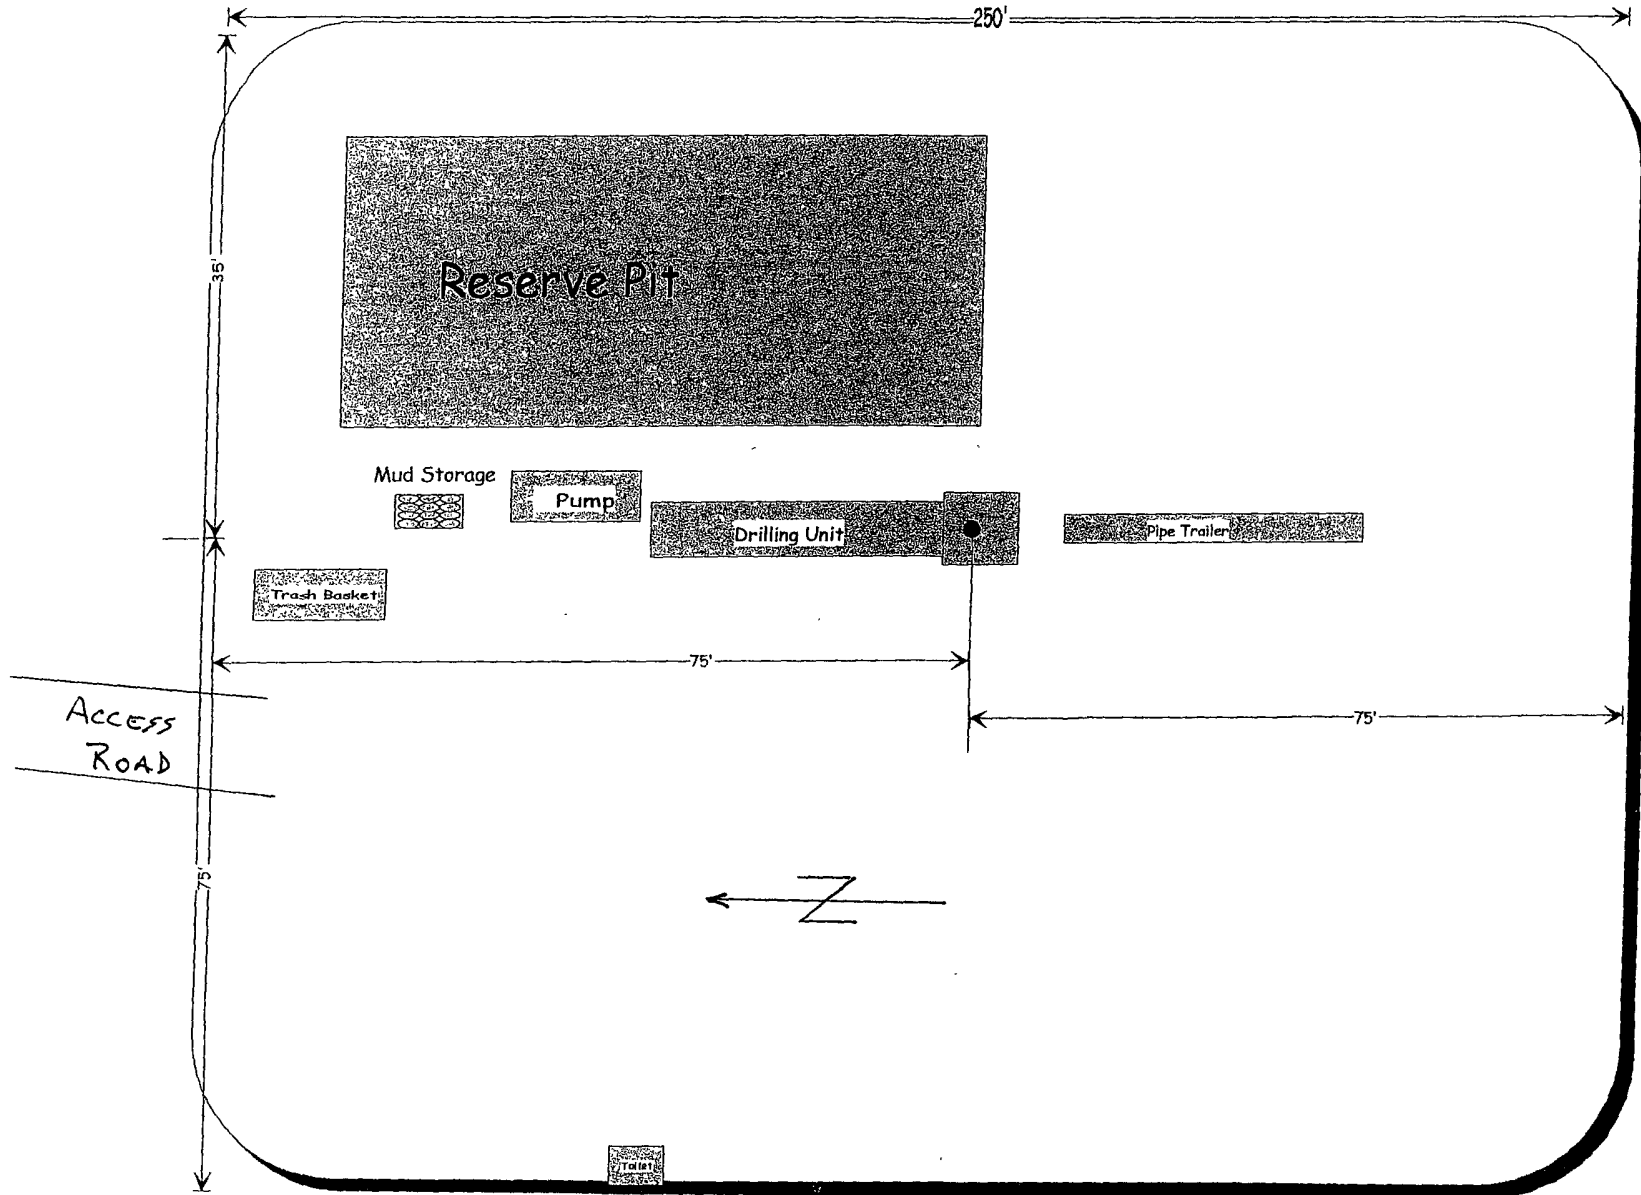 250'
35'
Reserve Pit
Mud Storage
Pump
Drilling Unit
Pipe Trailer
Trash Basket
75'
75'
ACCESS
ROAD
75'
Z
Toilet